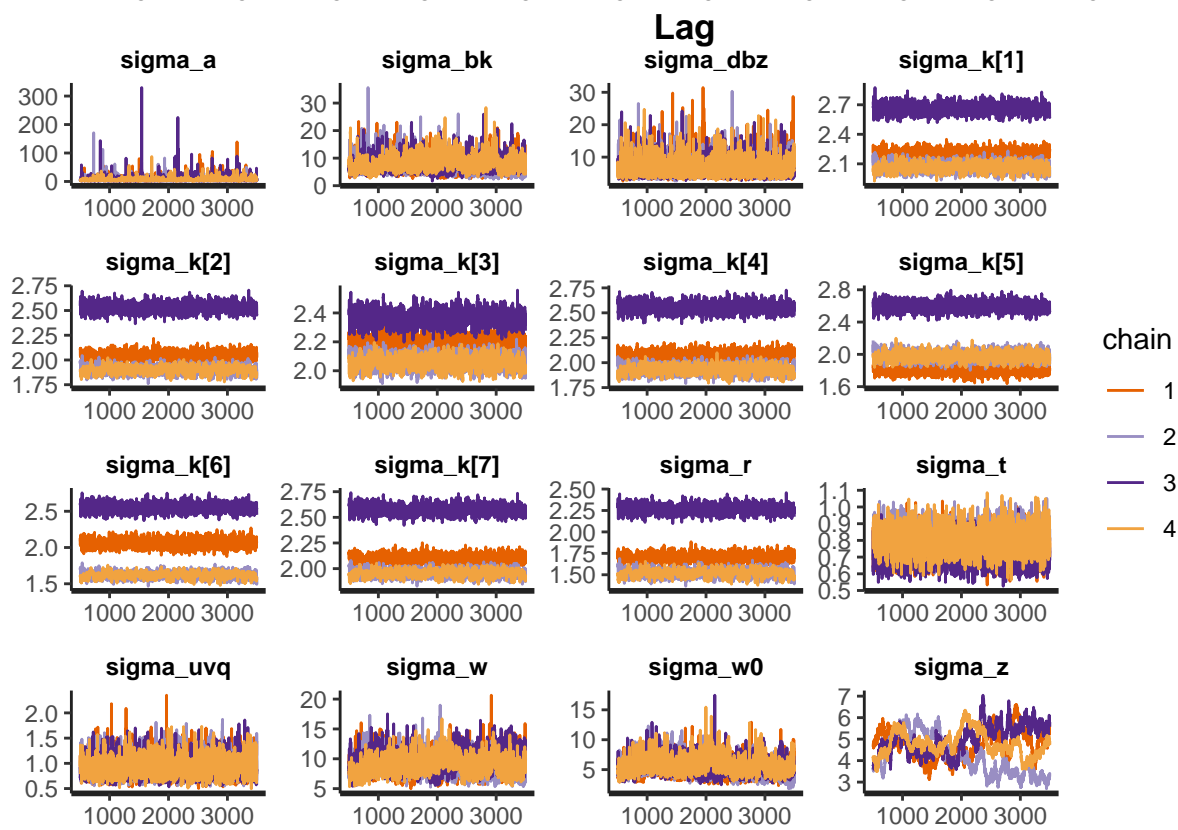 Lag
sigma_a sigma_bk sigma_dbz sigma_k[1]
300 200 100 0
30 20 10 0
30 20 10
2.7 2.4 2.1
1000 2000 3000 1000 2000 3000 1000 2000 3000 1000 2000 3000
sigma_k[2] sigma_k[3] sigma_k[4] sigma_k[5]
2.75 2.50 2.25 2.00 1.75
2.4 2.2 2.0
2.75 2.50 2.25 2.00 1.75
2.8 2.4 2.0 1.6
1000 2000 3000 1000 2000 3000 1000 2000 3000 1000 2000 3000
sigma_k[6] sigma_k[7] sigma_r sigma_t
2.5 2.0 1.5
2.75 2.50 2.25 2.00
2.50 2.25 2.00 1.75 1.50
1.1 1.0 0.9 0.8 0.7 0.6 0.5
1000 2000 3000 1000 2000 3000 1000 2000 3000 1000 2000 3000
sigma_uvq sigma_w sigma_w0 sigma_z
2.0 1.5 1.0 0.5
20 15 10 5
15 10 5
7 6 5 4 3
1000 2000 3000 1000 2000 3000 1000 2000 3000 1000 2000 3000
chain
1
2
3
4